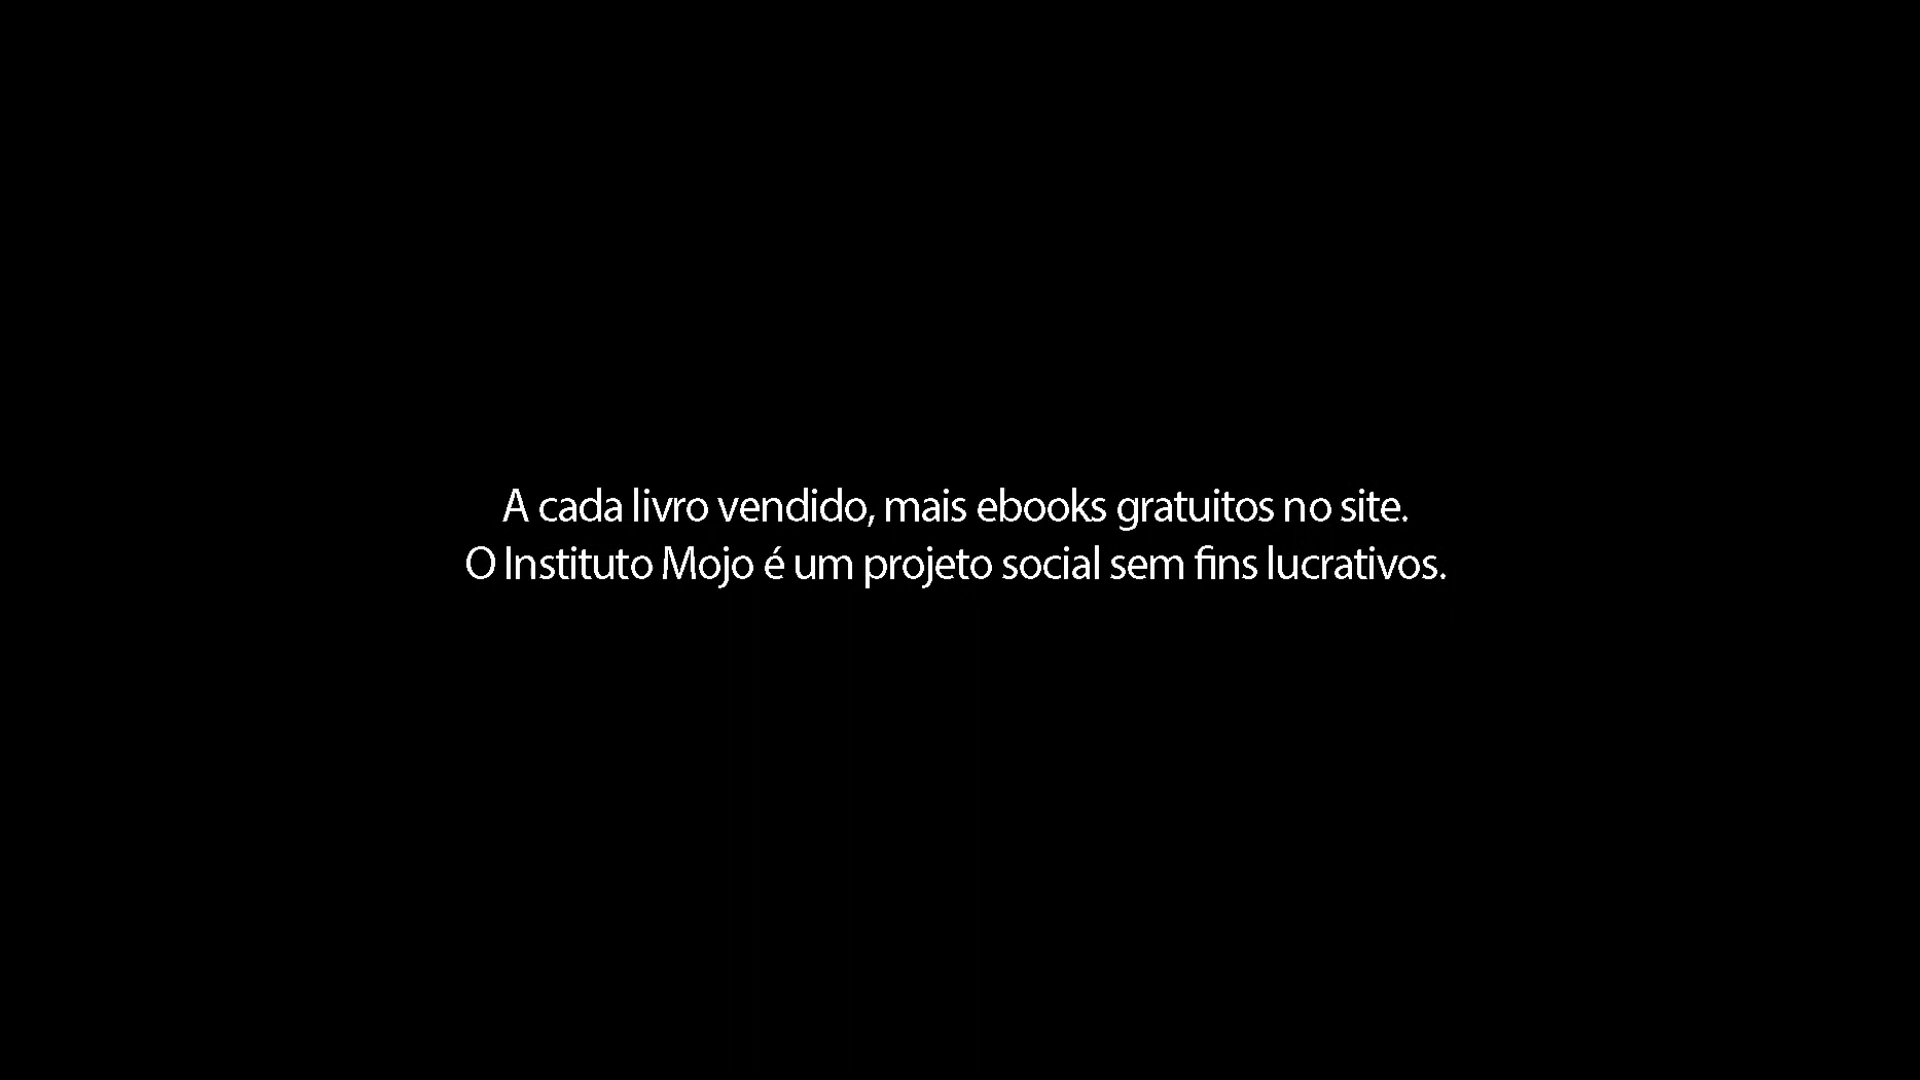 A cada livro vendido, mais ebooks gratuitos no site.
O Instituto Mojo é um projeto social sem fins lucrativos.